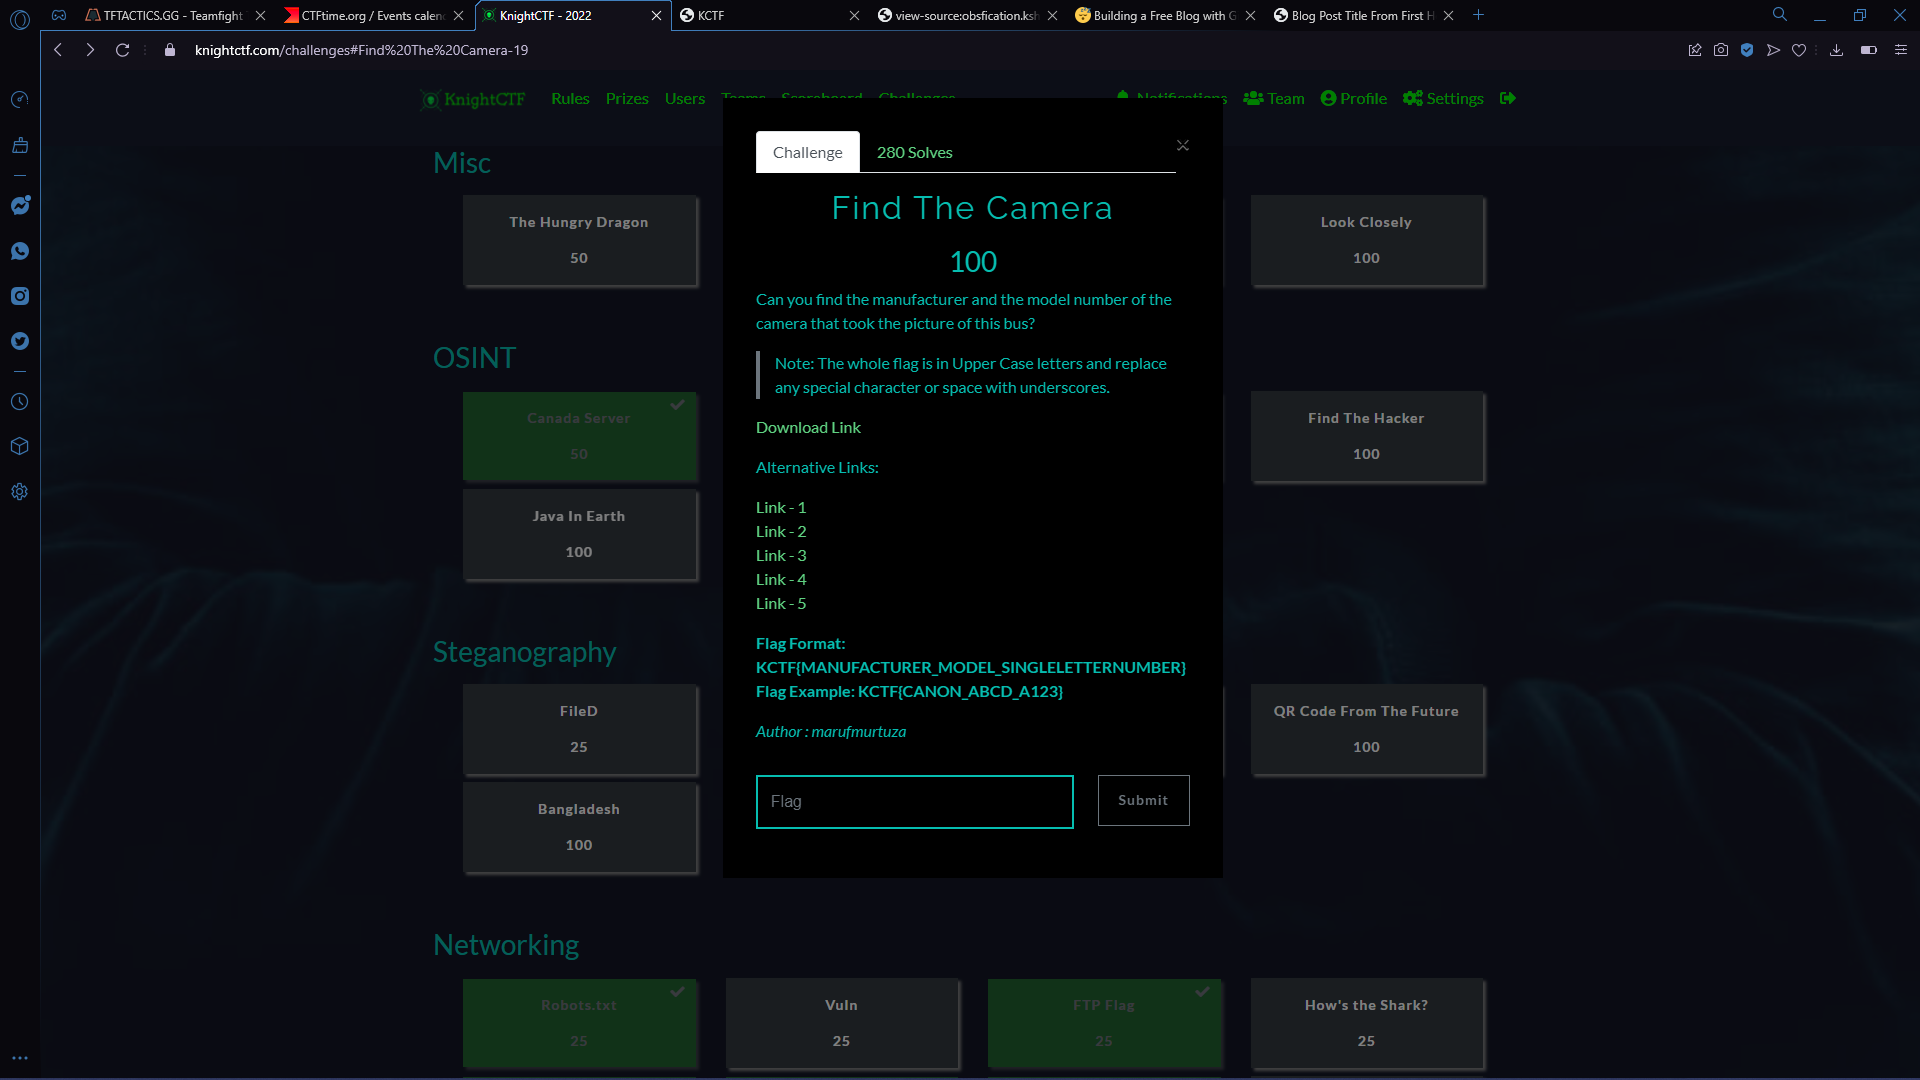 TFTACTICS.GG - Teamfight
CTFtime.org / Events calen
KnightCTF - 2022
KCTF
view-source:obsfication.ksh
Building a Free Blog with G
Blog Post Title From First H
knightctf.com/challenges#Find%20The%20Camera-19
KnightCTF
Rules
Prizes
Users
Teams
Scoreboard
Challenges
Notifications
Team
Profile
Settings
Misc
The Hungry Dragon
50
Look Closely
100
OSINT
Canada Server
50
Find The Hacker
100
Java In Earth
100
Steganography
FileD
25
QR Code From The Future
100
Bangladesh
100
Networking
Robots.txt
25
Vuln
25
FTP Flag
25
How's the Shark?
25
Challenge
280 Solves
Find The Camera
100
Can you find the manufacturer and the model number of the
camera that took the picture of this bus?
Note: The whole flag is in Upper Case letters and replace
any special character or space with underscores.
Download Link
Alternative Links:
Link - 1
Link - 2
Link - 3
Link - 4
Link - 5
Flag Format:
KCTF{MANUFACTURER_MODEL_SINGLELETTERNUMBER}
Flag Example: KCTF{CANON_ABCD_A123}
Author : marufmurtuza
Flag
Submit